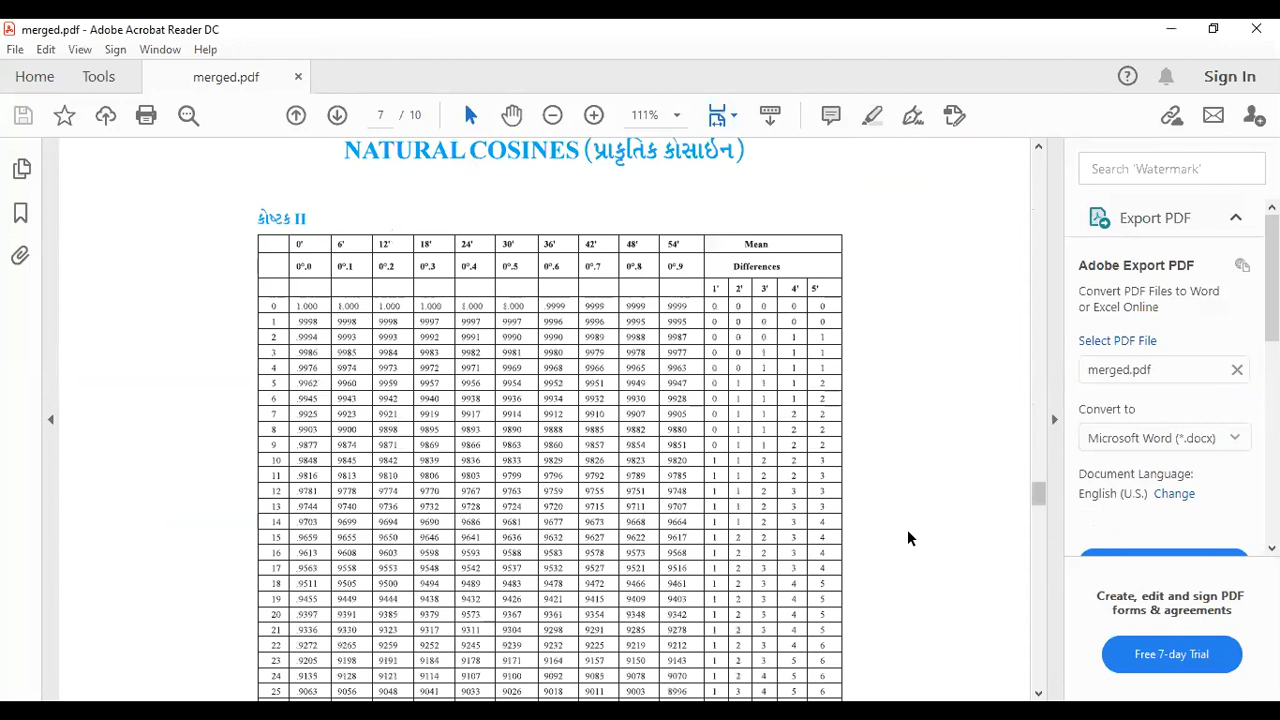 merged.pdf - Adobe Acrobat Reader DC
File Edit View Sign Window Help
Home Tools merged.pdf × Sign In
7 / 10 111%
NATURAL COSINES (પ્રાકૃતિક કોસાઈન)
કોષ્ટક II
0' 6' 12' 18' 24' 30' 36' 42' 48' 54' Mean
0°.0 0°.1 0°.2 0°.3 0°.4 0°.5 0°.6 0°.7 0°.8 0°.9 Differences
1' 2' 3' 4' 5'
0 1.000 1.000 1.000 1.000 1.000 1.000 .9999 9998 9999 9999 0 0 0 0 0
1 .9998 9998 9998 9997 9997 9997 9996 9996 9995 9995 0 0 0 0 0
2 .9994 9993 9993 9992 9991 9990 9990 9989 9988 9987 0 0 0 1 1
3 .9986 9985 9984 9983 9982 9981 9980 9979 9978 9977 0 0 1 1 1
4 .9976 9974 9973 9972 9971 9969 9968 9966 9965 9963 0 0 1 1 1
5 .9962 9960 9959 9957 9956 9954 9952 9951 9949 9947 0 1 1 1 2
6 .9945 9943 9942 9940 9938 9936 9934 9932 9930 9928 0 1 1 1 2
7 .9925 9923 9921 9919 9917 9914 9912 9910 9907 9905 0 1 1 2 2
8 .9903 9900 9898 9895 9893 9890 9888 9885 9882 9880 0 1 1 2 2
9 .9877 9874 9871 9869 9866 9863 9860 9857 9854 9851 0 1 1 2 2
10 .9848 9845 9842 9839 9836 9833 9829 9826 9823 9820 1 1 2 2 3
11 .9816 9813 9810 9806 9803 9799 9796 9792 9789 9785 1 1 2 2 3
12 .9781 9778 9774 9770 9767 9763 9759 9755 9751 9748 1 1 2 3 3
13 .9744 9740 9736 9732 9728 9724 9720 9715 9711 9707 1 1 2 3 3
14 .9703 9699 9694 9690 9686 9681 9677 9673 9668 9664 1 1 2 3 4
15 .9659 9655 9650 9646 9641 9636 9632 9627 9622 9617 1 2 2 3 4
16 .9613 9608 9603 9598 9593 9588 9583 9578 9573 9568 1 2 2 3 4
17 .9563 9558 9553 9548 9542 9537 9532 9527 9521 9516 1 2 3 3 4
18 .9511 9505 9500 9494 9489 9483 9478 9472 9466 9461 1 2 3 4 5
19 .9455 9449 9444 9438 9432 9426 9421 9415 9409 9403 1 2 3 4 5
20 .9397 9391 9385 9379 9573 9367 9361 9354 9348 9342 1 2 3 4 5
21 .9336 9330 9323 9317 9311 9304 9298 9291 9285 9278 1 2 3 4 5
22 .9272 9265 9259 9252 9245 9239 9232 9225 9219 9212 1 2 3 4 6
23 .9205 9198 9191 9184 9178 9171 9164 9157 9150 9143 1 2 3 5 6
24 .9135 9128 9121 9114 9107 9100 9092 9085 9078 9070 1 2 4 5 6
25 .9063 9056 9048 9041 9033 9026 9018 9011 9003 8996 1 3 4 5 6
Search 'Watermark'
Export PDF
Adobe Export PDF
Convert PDF Files to Word
or Excel Online
Select PDF File
merged.pdf
Convert to
Microsoft Word (*.docx)
Document Language:
English (U.S.) Change
Create, edit and sign PDF
forms & agreements
Free 7-day Trial